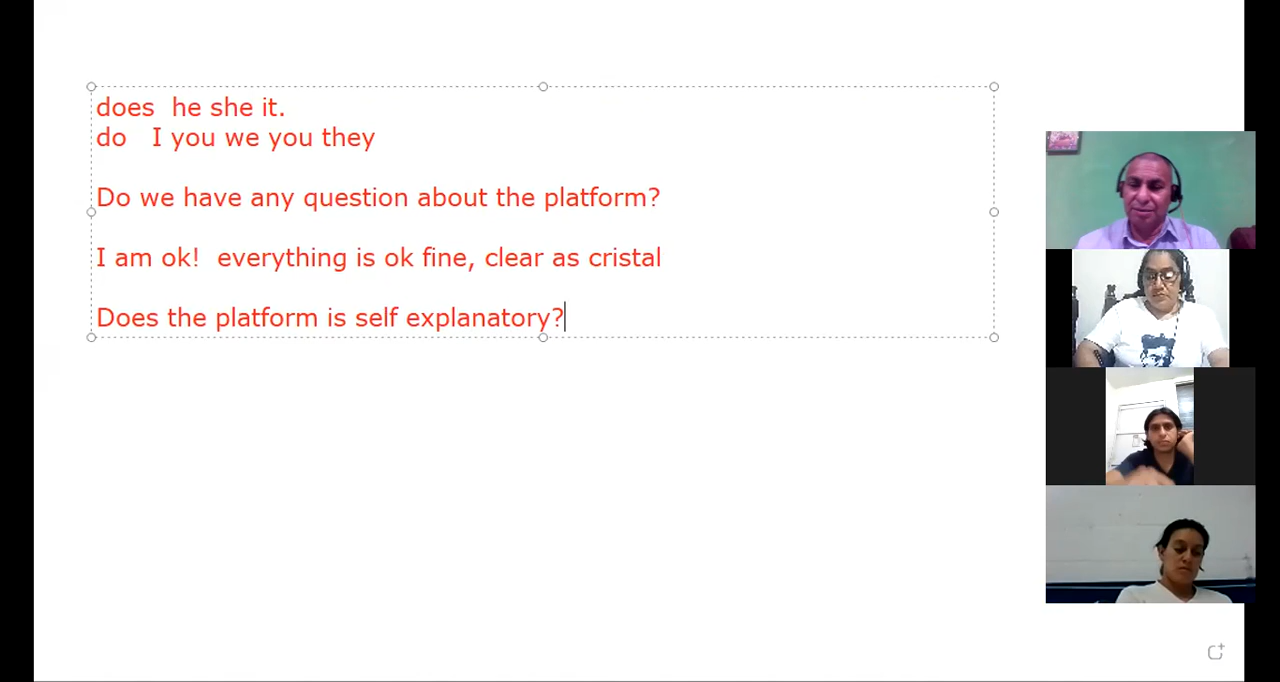 does he she it.
do I you we you they
Do we have any question about the platform?
I am ok! everything is ok fine, clear as cristal
Does the platform is self explanatory?